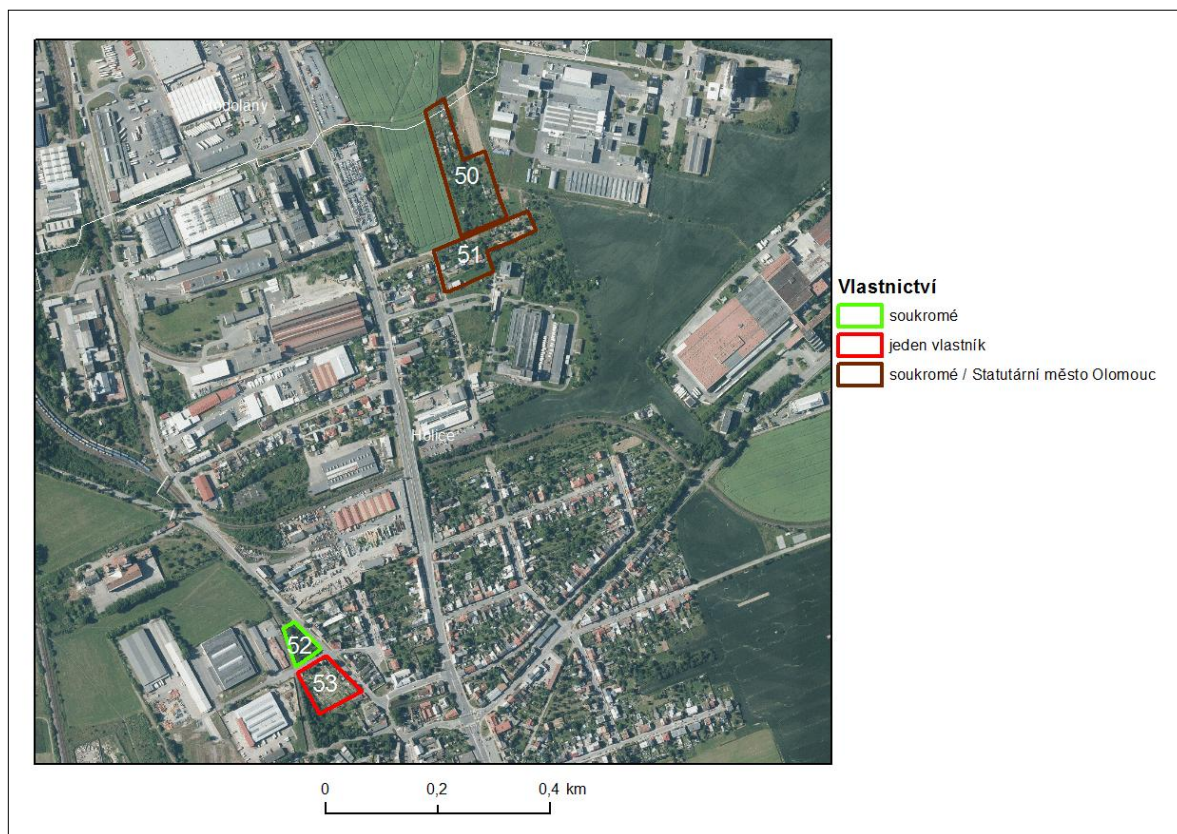 Hodolany
50
51
Holice
52
53
Vlastnictví
soukromé
jeden vlastník
soukromé / Statutární město Olomouc
0 0,2 0,4 km